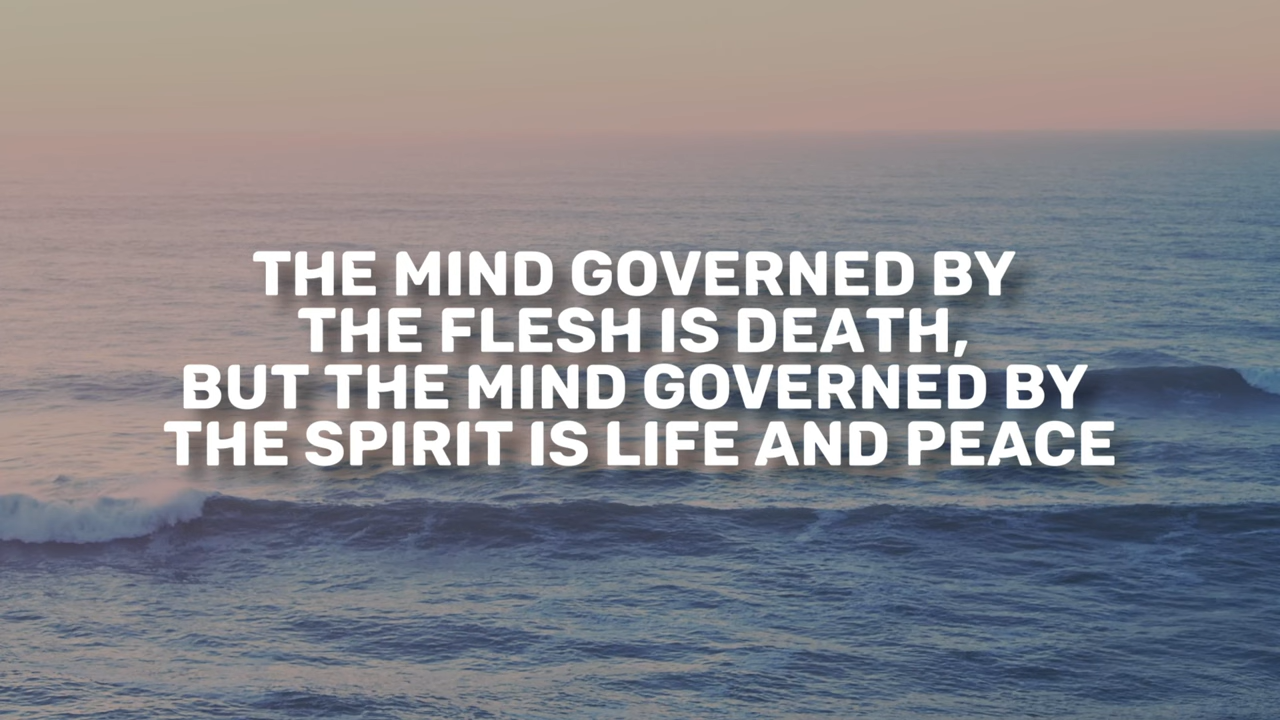 THE MIND GOVERNED BY
THE FLESH IS DEATH,
BUT THE MIND GOVERNED BY
THE SPIRIT IS LIFE AND PEACE